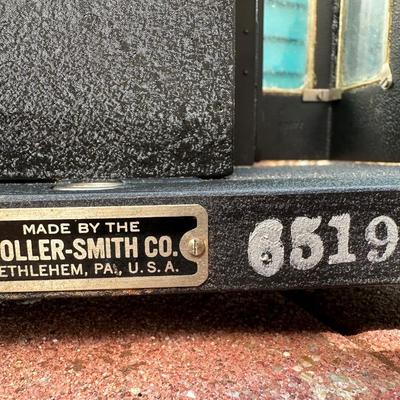 MADE BY THE
OLLER-SMITH CO.
ETHLEHEM, PA., U.S.A.
6519